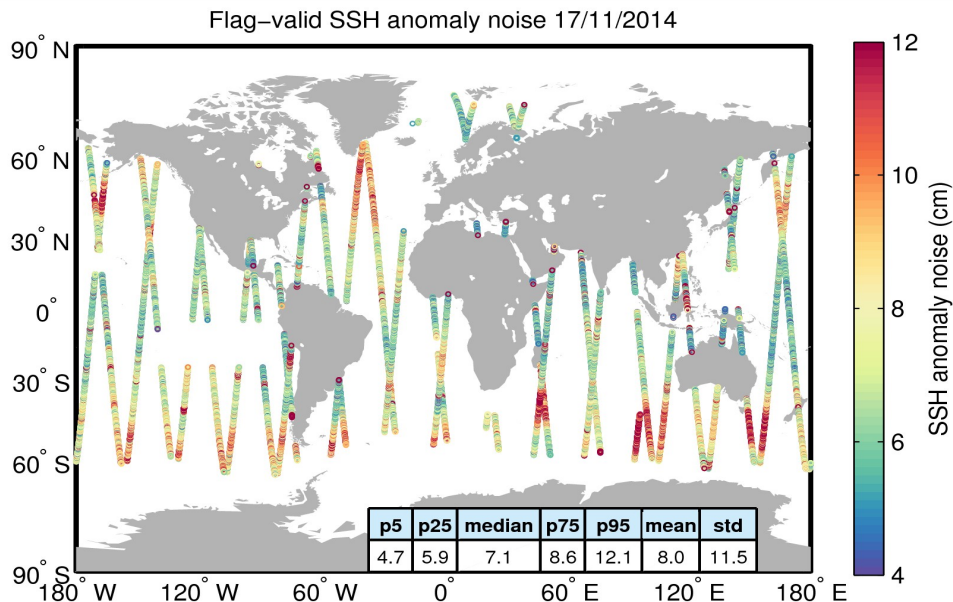 Flag−valid SSH anomaly noise 17/11/2014
90° N
60° N
30° N
0°
30° S
60° S
90° S
180° W
120° W
60° W
0°
60° E
120° E
180° E
p5 p25 median p75 p95 mean std
4.7 5.9 7.1 8.6 12.1 8.0 11.5
12
10
8
6
4
SSH anomaly noise (cm)